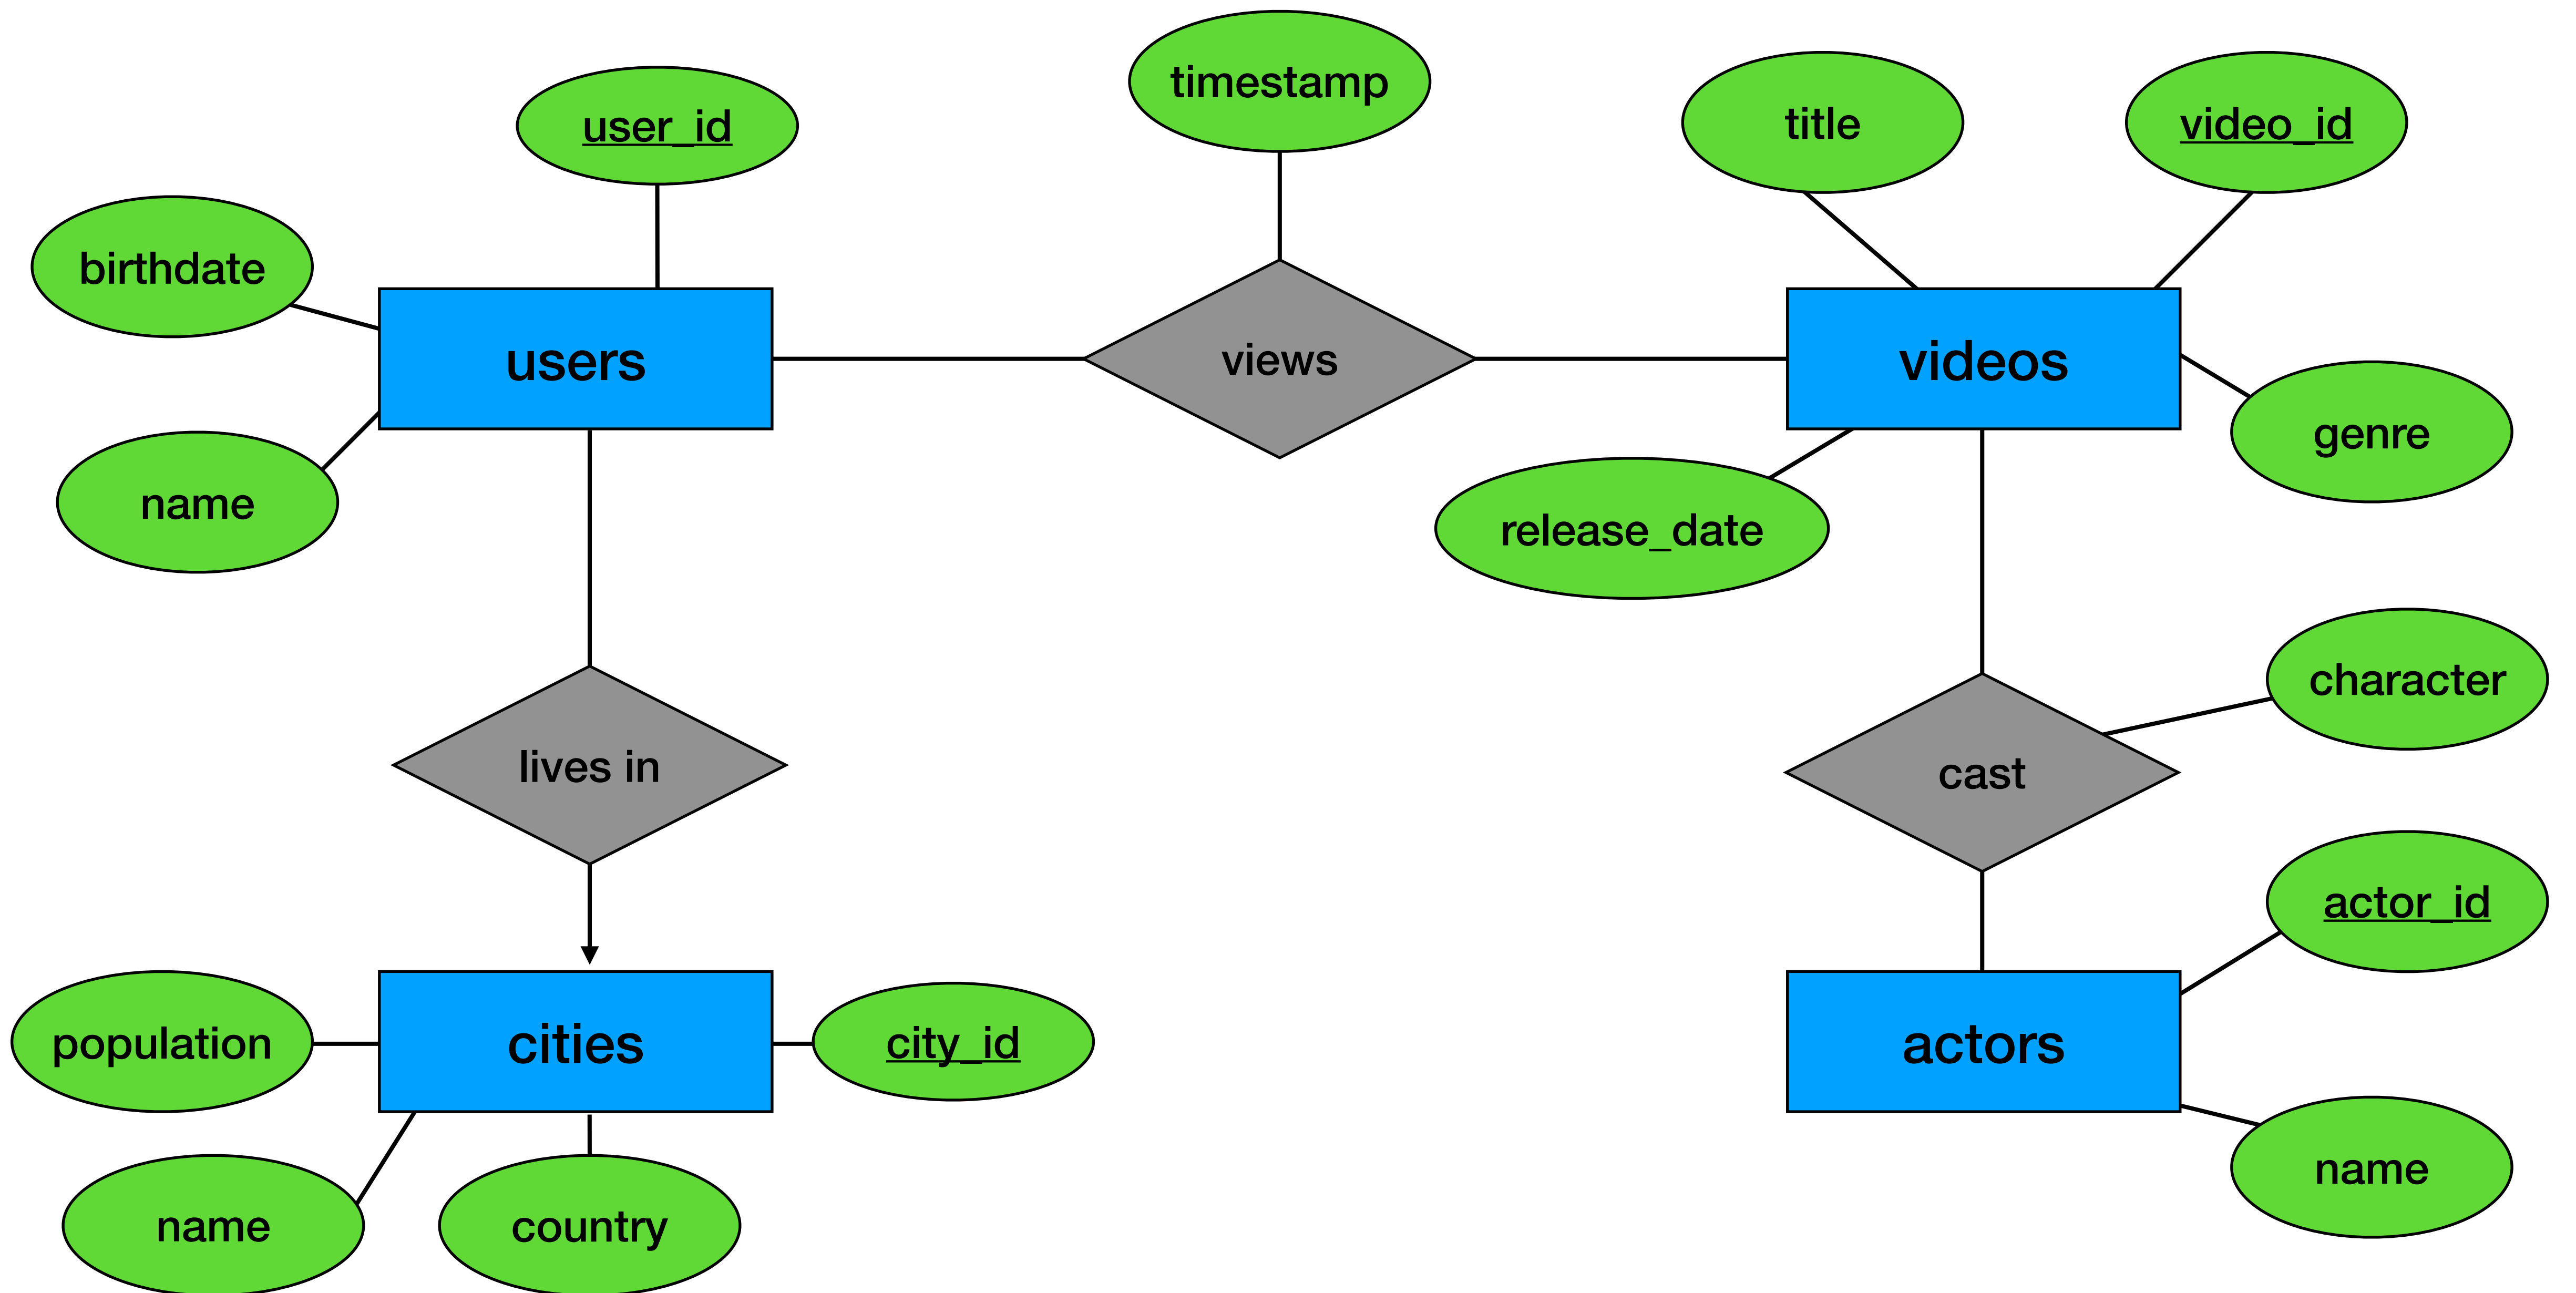 timestamp
title
video_id
user_id
birthdate
users
views
videos
genre
name
release_date
character
lives in
cast
actor_id
population
cities
city_id
actors
name
name
country